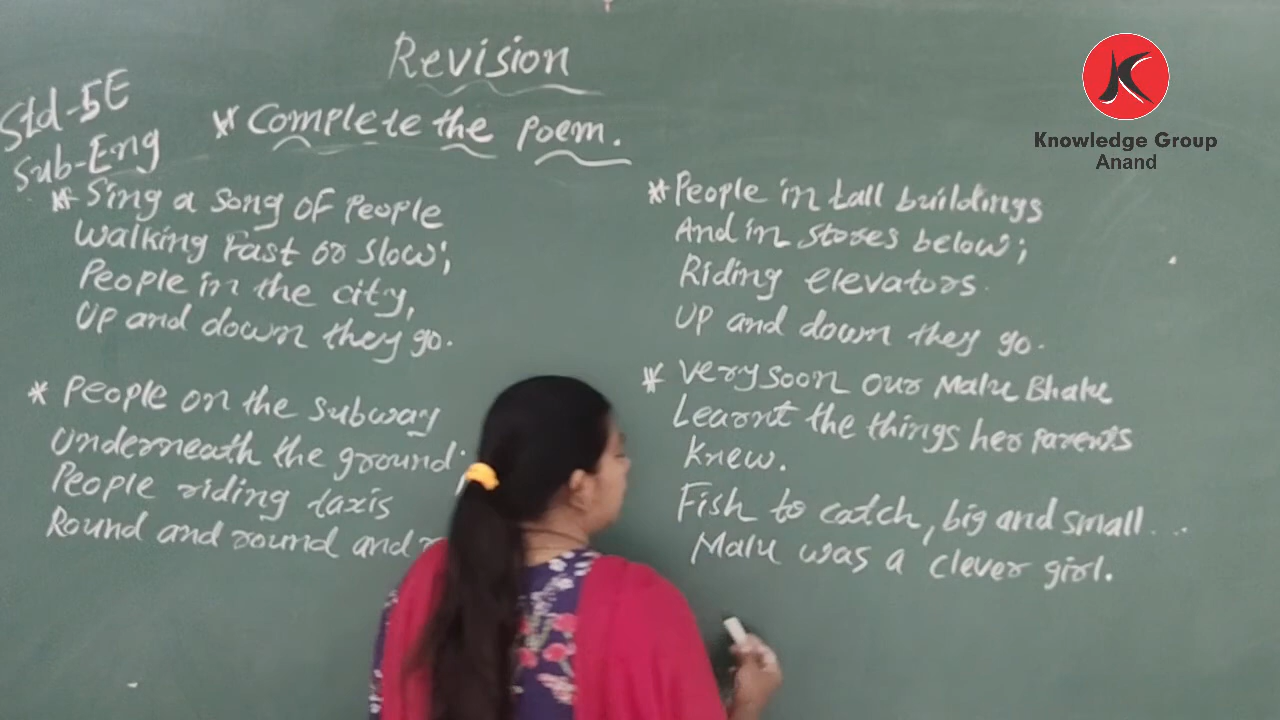 Revision
Std-5E
Sub-Eng
* Complete the poem.
* Sing a song of People
Walking Fast or slow;
People in the city,
Up and down they go.
* People on the subway
Underneath the ground.
People riding taxis
Round and round and
* People in tall buildings
And in stores below;
Riding elevators.
Up and down they go.
* Very soon our Malu Bhalu
Learnt the things her parents
knew.
Fish to catch, big and small...
Malu was a clever girl.
Knowledge Group
Anand